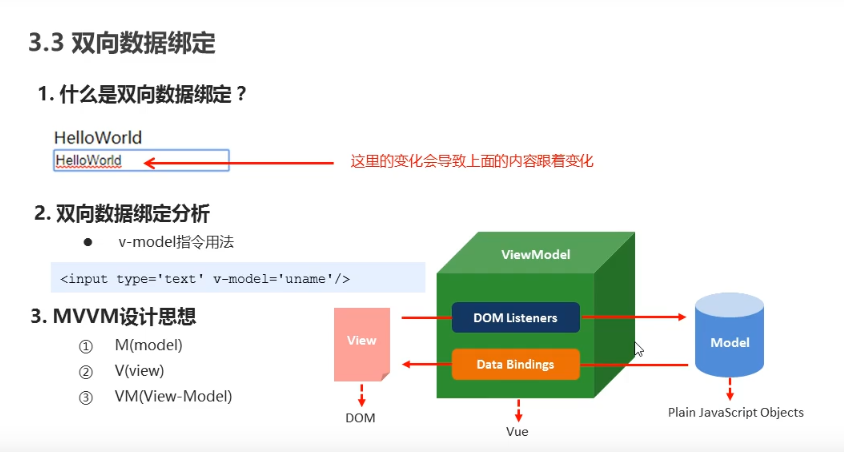 3.3 双向数据绑定
1. 什么是双向数据绑定？
HelloWorld
HelloWorld
这里的变化会导致上面的内容跟着变化
2. 双向数据绑定分析
● v-model指令用法
<input type='text' v-model='uname'/>
3. MVVM设计思想
① M(model)
② V(view)
③ VM(View-Model)
ViewModel
DOM Listeners
View
Model
Data Bindings
DOM
Vue
Plain JavaScript Objects